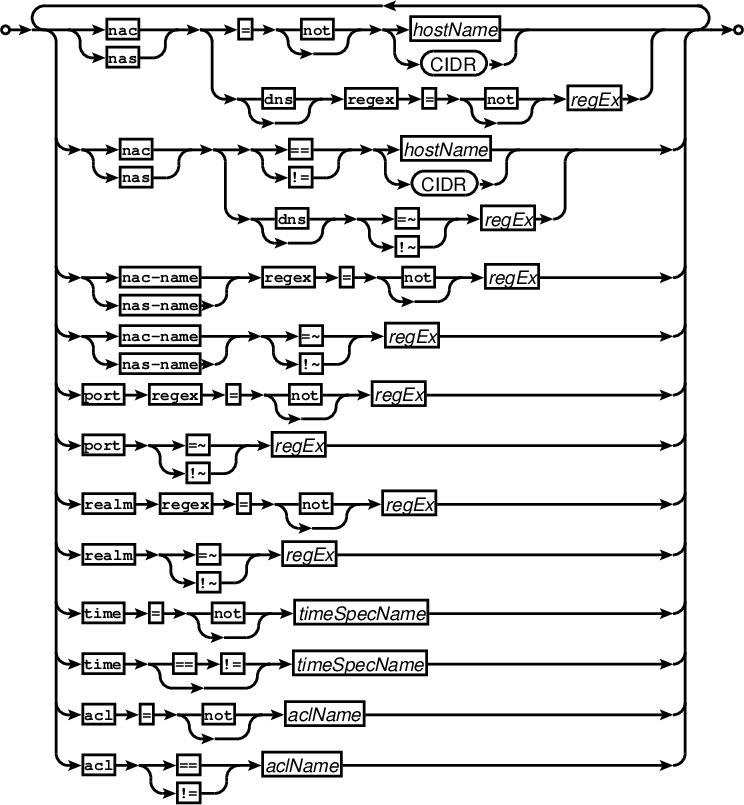 nac = not hostName
nas CIDR
dns regex = not regEx
nac == hostName
nas != CIDR
dns =~ regEx
!~
nac-name regex = not regEx
nas-name
nac-name =~ regEx
nas-name !~
port regex = not regEx
port =~ regEx
!~
realm regex = not regEx
realm =~ regEx
!~
time = not timeSpecName
time == != timeSpecName
acl = not aclName
acl == aclName
!=